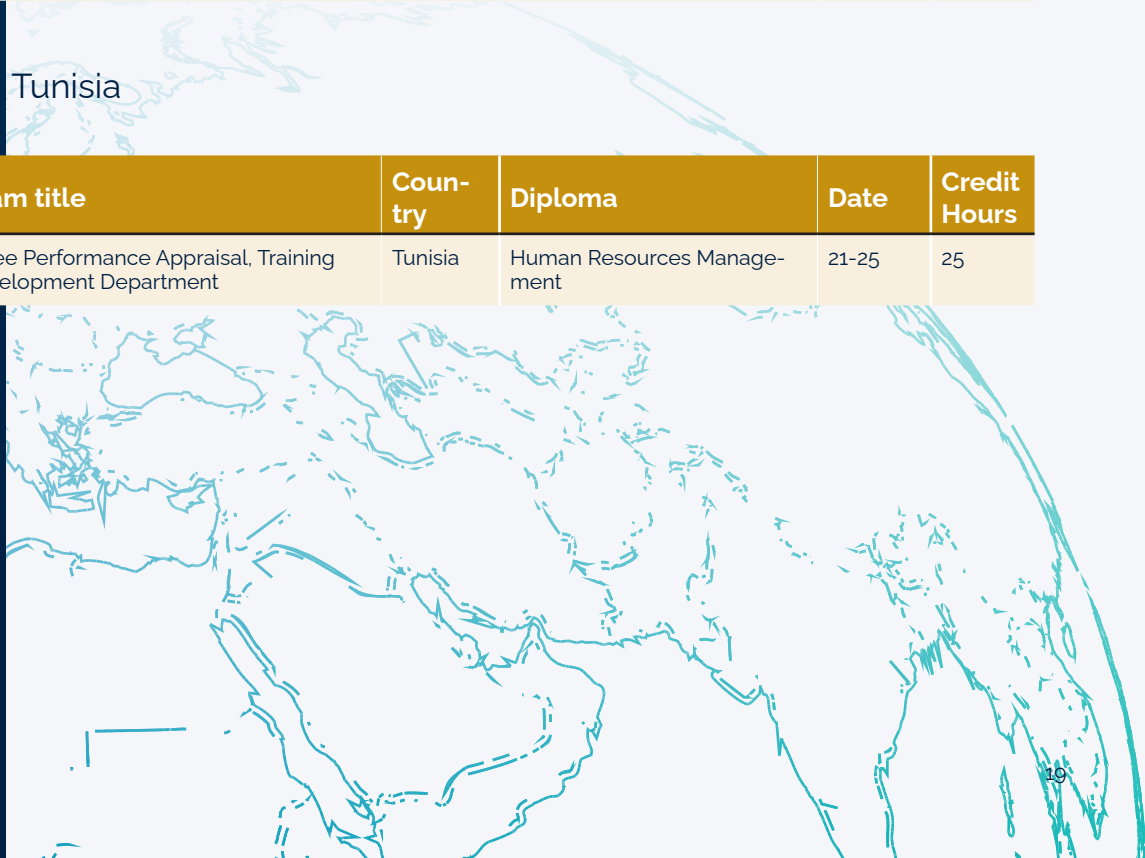 Tunisia
am title
Coun-
try
Diploma
Date
Credit
Hours
ee Performance Appraisal, Training
elopment Department
Tunisia
Human Resources Manage-
ment
21-25
25
19